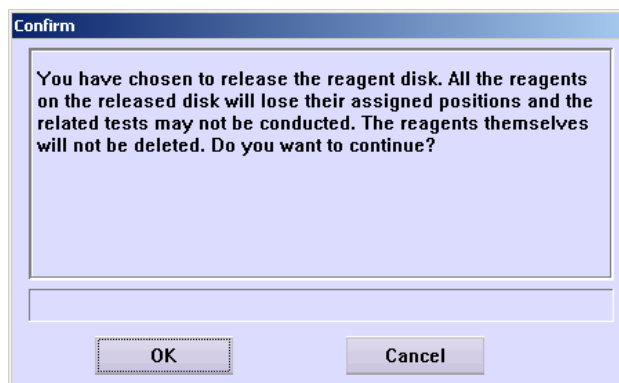 Confirm
You have chosen to release the reagent disk. All the reagents
on the released disk will lose their assigned positions and the
related tests may not be conducted. The reagents themselves
will not be deleted. Do you want to continue?
OK
Cancel